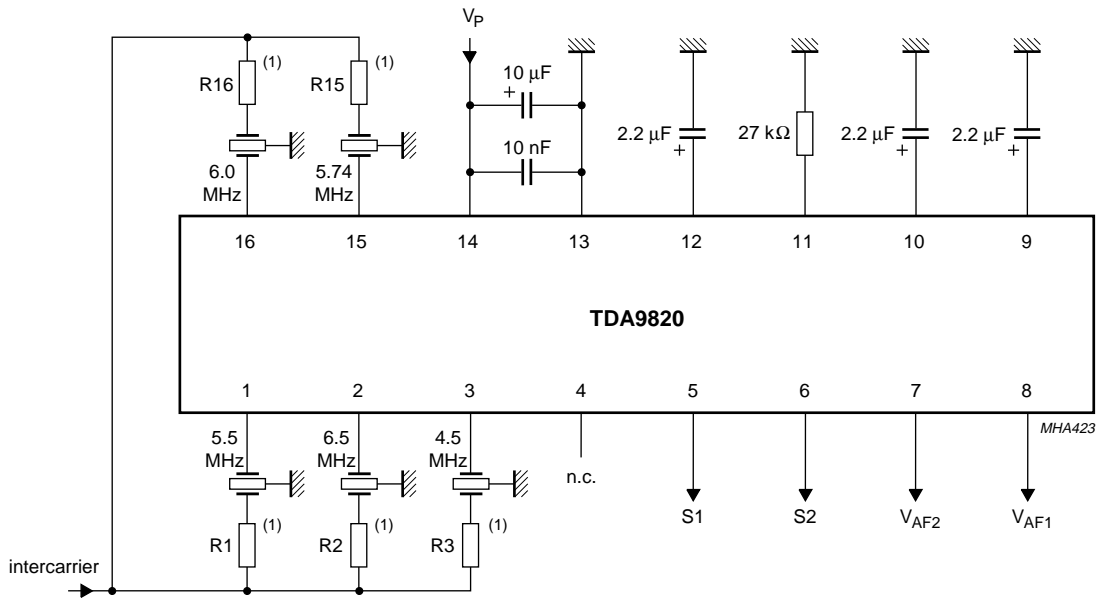 VP
(1)
(1)
R16
R15
10 μF
+
10 nF
2.2 μF
+
27 kΩ
2.2 μF
+
2.2 μF
+
6.0
MHz
5.74
MHz
16 15 14 13 12 11 10 9
TDA9820
1 2 3 4 5 6 7 8
MHA423
5.5
MHz
6.5
MHz
4.5
MHz
n.c.
S1
S2
VAF2
VAF1
(1)
(1)
(1)
R1
R2
R3
intercarrier